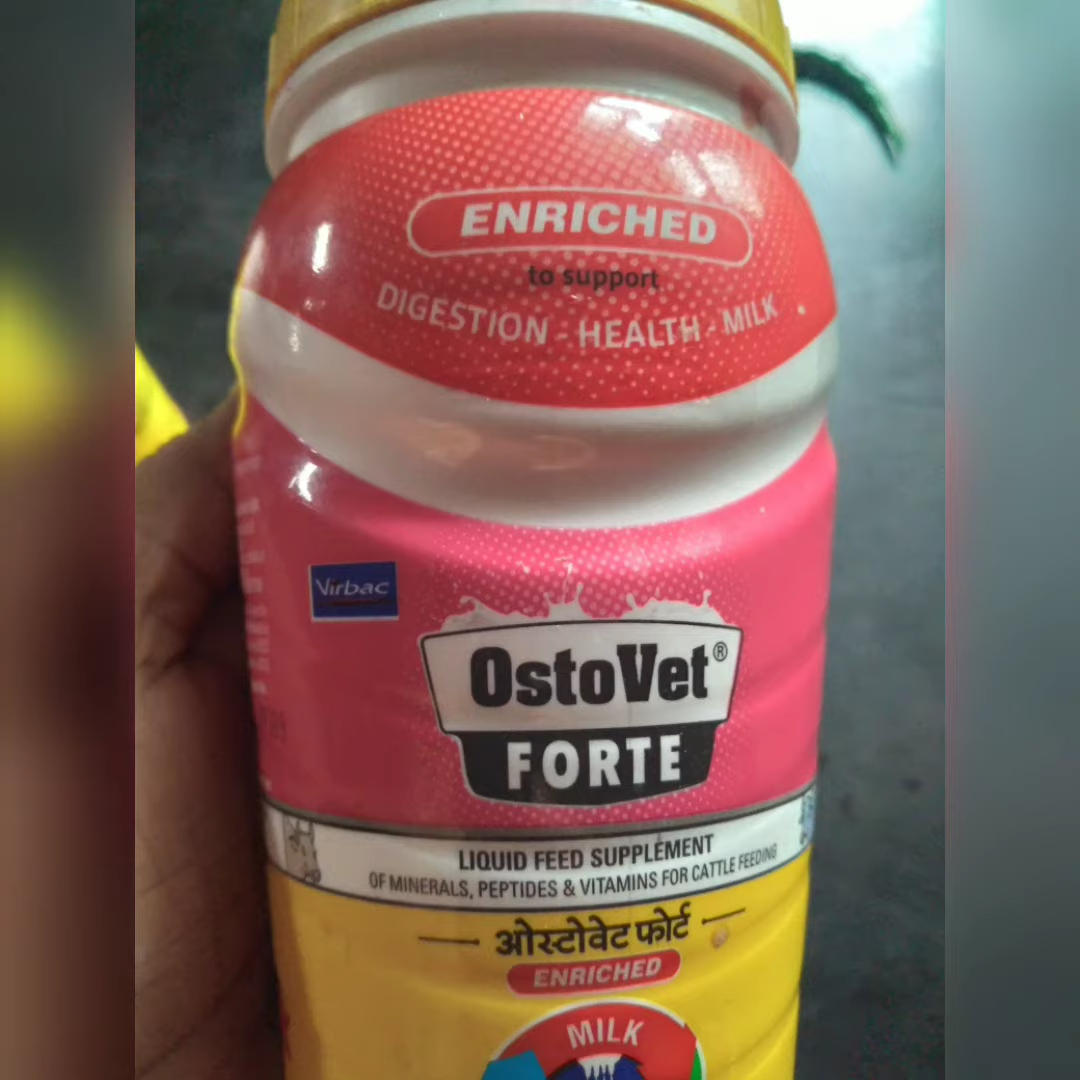 ENRICHED
to support
DIGESTION - HEALTH - MILK
Virbac
OstoVet®
FORTE
LIQUID FEED SUPPLEMENT
OF MINERALS, PEPTIDES & VITAMINS FOR CATTLE FEEDING
ओस्टोवेट फोर्ट
ENRICHED
MILK